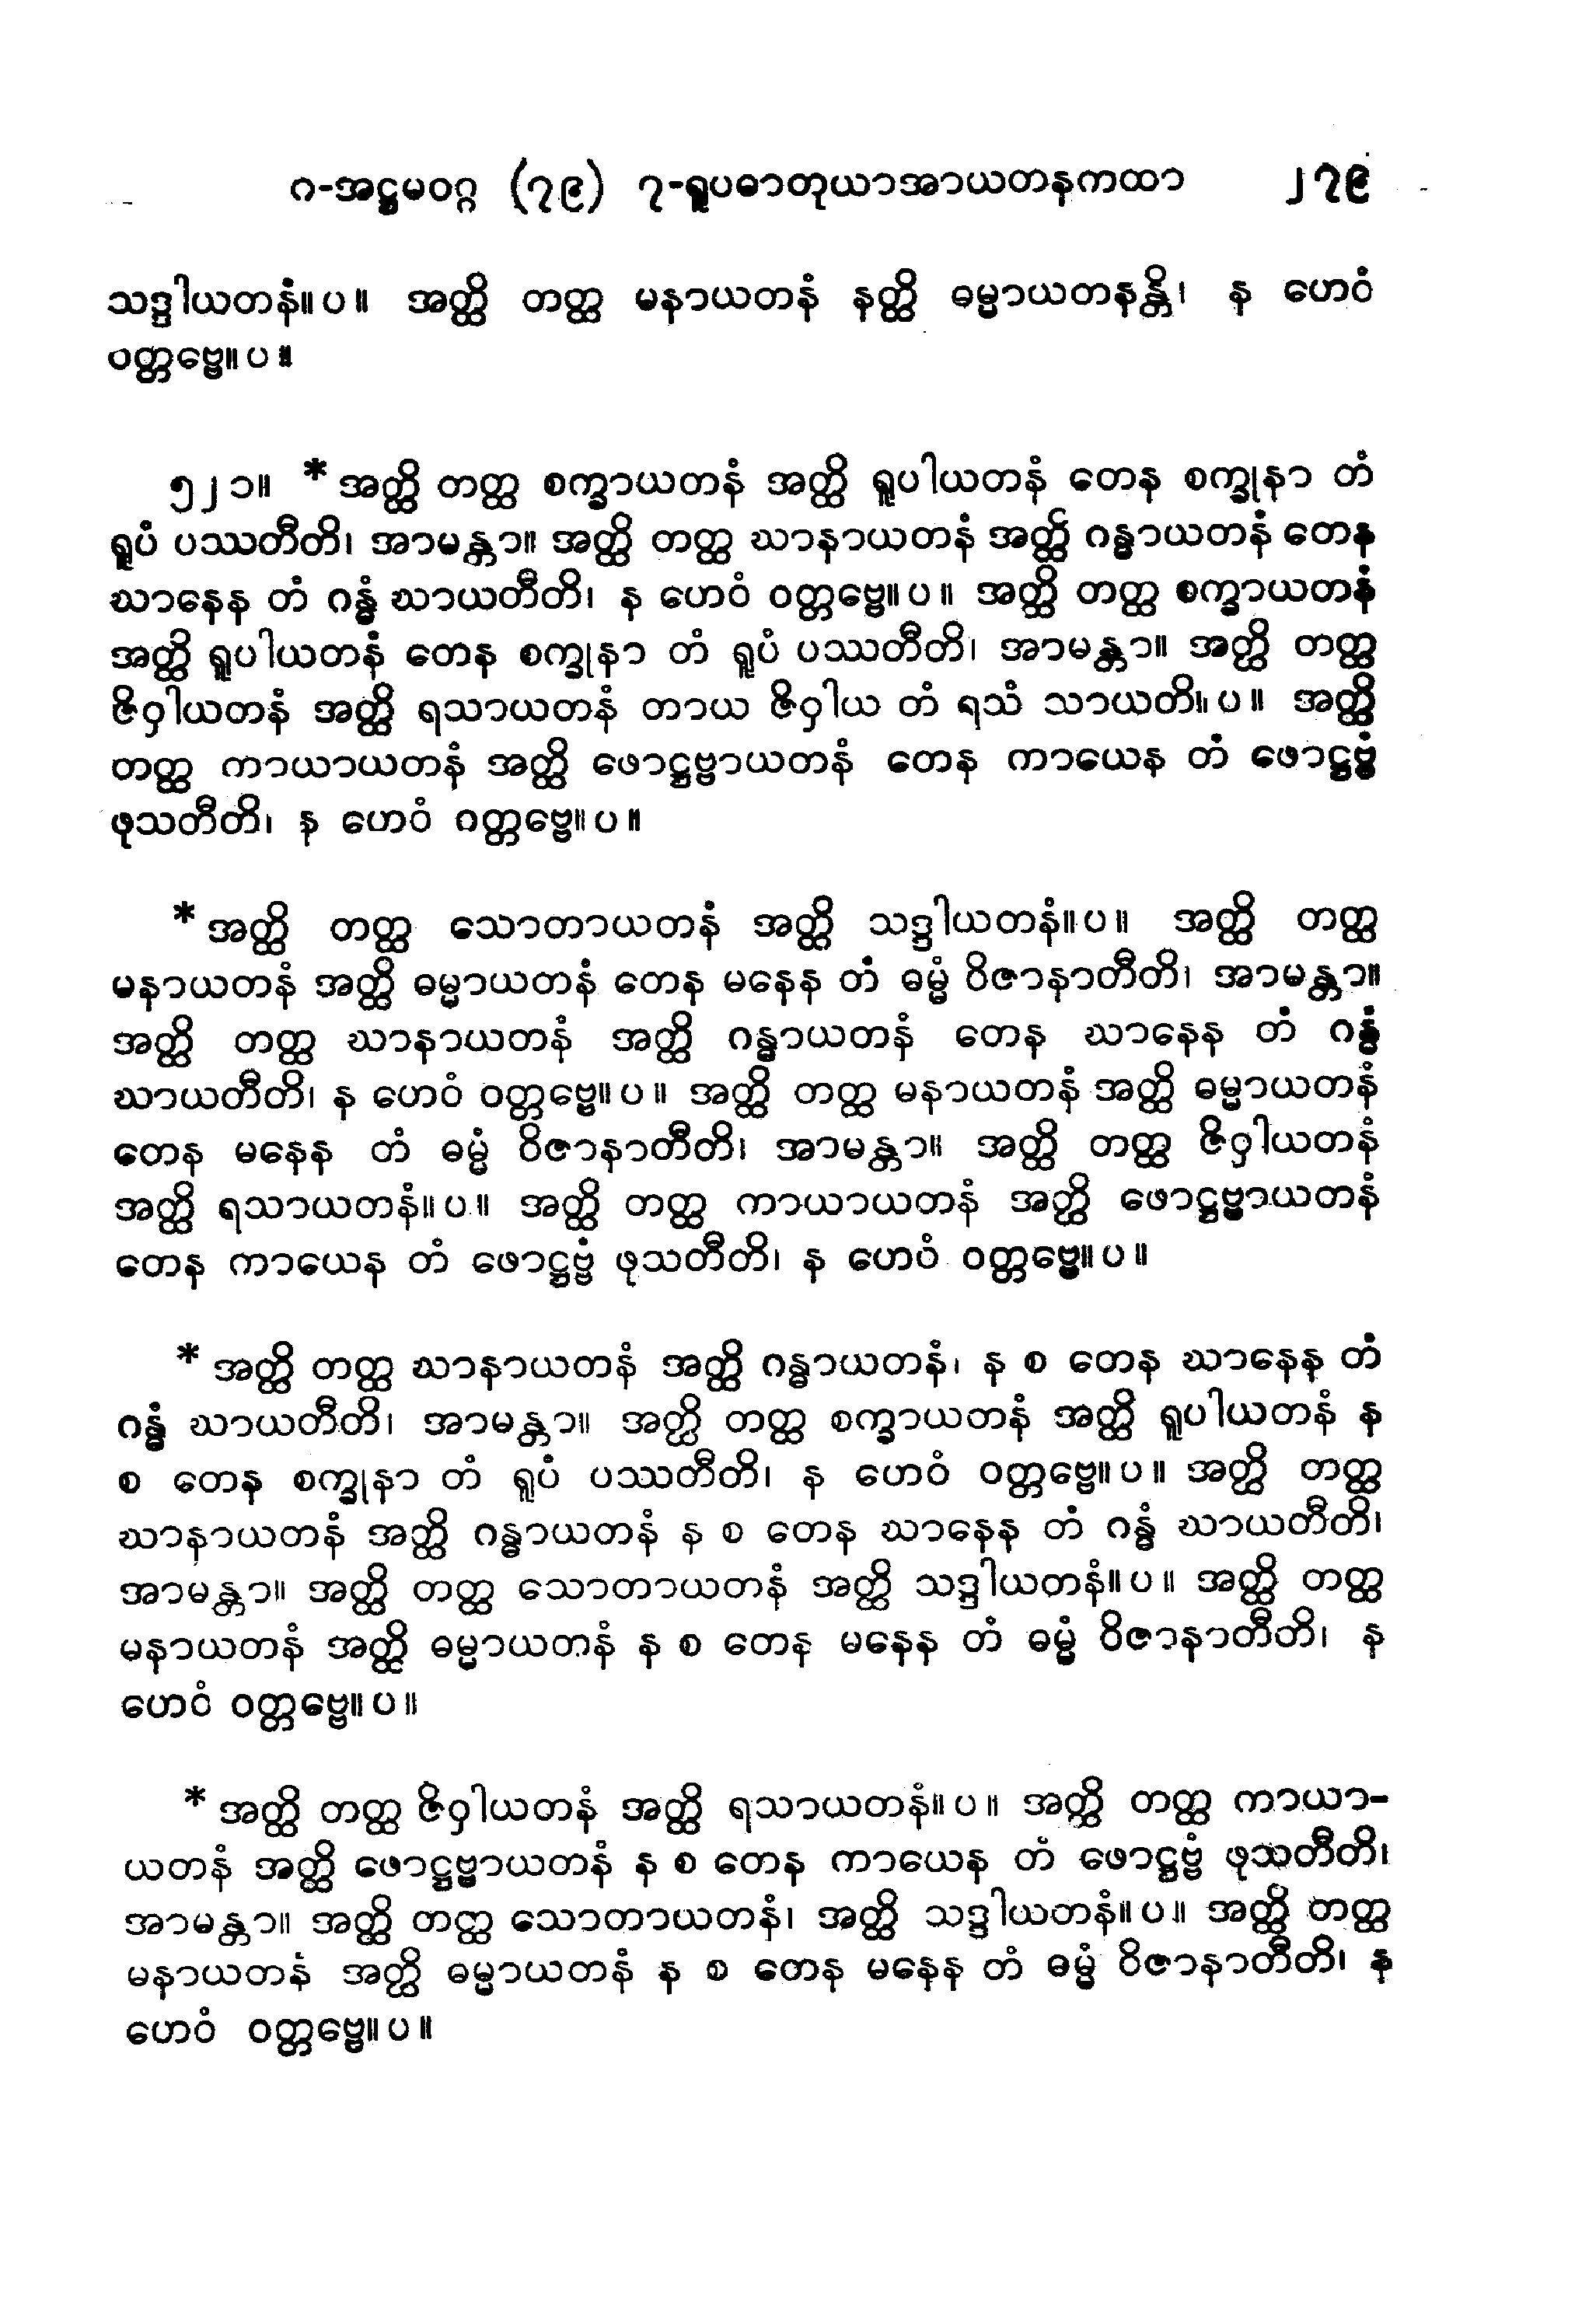 ဂ-အဋ္ဌမဝဂ္ဂ (၇၉) ၇-ရူပဓာတုယာအာယတနကထာ ၂၇၉
သဒ္ဒါယတနံ။ပ။ အတ္ထိ တတ္ထ မနာယတနံ နတ္ထိ ဓမ္မာယတနန္တိ၊ န ဟေဝံ
ဝတ္တဗ္ဗေ။ပ။
၅၂၁။ *အတ္ထိ တတ္ထ စက္ခာယတနံ အတ္ထိ ရူပါယတနံ တေန စက္ခုနာ တံ
ရူပံ ပဿတီတိ၊ အာမန္တာ။ အတ္ထိ တတ္ထ ဃာနာယတနံ အတ္ထိ ဂန္ဓာယတနံ တေန
ဃာနေန တံ ဂန္ဓံ ဃာယတီတိ၊ န ဟေဝံ ဝတ္တဗ္ဗေ။ပ။ အတ္ထိ တတ္ထ စက္ခာယတနံ
အတ္ထိ ရူပါယတနံ တေန စက္ခုနာ တံ ရူပံ ပဿတီတိ၊ အာမန္တာ။ အတ္ထိ တတ္ထ
ဇိဝှါယတနံ အတ္ထိ ရသာယတနံ တာယ ဇိဝှါယ တံ ရသံ သာယတိ။ပ။ အတ္ထိ
တတ္ထ ကာယာယတနံ အတ္ထိ ဖောဋ္ဌဗ္ဗာယတနံ တေန ကာယေန တံ ဖောဋ္ဌဗ္ဗံ
ဖုသတီတိ၊ န ဟေဝံ ဂတ္တဗ္ဗေ။ပ။
*အတ္ထိ တတ္ထ သောတာယတနံ အတ္ထိ သဒ္ဒါယတနံ။ပ။ အတ္ထိ တတ္ထ
မနာယတနံ အတ္ထိ ဓမ္မာယတနံ တေန မနေန တံ ဓမ္မံ ဝိဇာနာတီတိ၊ အာမန္တာ။
အတ္ထိ တတ္ထ ဃာနာယတနံ အတ္ထိ ဂန္ဓာယတနံ တေန ဃာနေန တံ ဂန္ဓံ
ဃာယတီတိ၊ န ဟေဝံ ဝတ္တဗ္ဗေ။ပ။ အတ္ထိ တတ္ထ မနာယတနံ အတ္ထိ ဓမ္မာယတနံ
တေန မနေန တံ ဓမ္မံ ဝိဇာနာတီတိ၊ အာမန္တာ။ အတ္ထိ တတ္ထ ဇိဝှါယတနံ
အတ္ထိ ရသာယတနံ။ပ။ အတ္ထိ တတ္ထ ကာယာယတနံ အတ္ထိ ဖောဋ္ဌဗ္ဗာယတနံ
တေန ကာယေန တံ ဖောဋ္ဌဗ္ဗံ ဖုသတီတိ၊ န ဟေဝံ ဝတ္တဗ္ဗေ။ပ။
*အတ္ထိ တတ္ထ ဃာနာယတနံ အတ္ထိ ဂန္ဓာယတနံ၊ န စ တေန ဃာနေန တံ
ဂန္ဓံ ဃာယတီတိ၊ အာမန္တာ။ အတ္ထိ တတ္ထ စက္ခာယတနံ အတ္ထိ ရူပါယတနံ န
စ တေန စက္ခုနာ တံ ရူပံ ပဿတီတိ၊ န ဟေဝံ ဝတ္တဗ္ဗေ။ပ။ အတ္ထိ တတ္ထ
ဃာနာယတနံ အတ္ထိ ဂန္ဓာယတနံ န စ တေန ဃာနေန တံ ဂန္ဓံ ဃာယတီတိ၊
အာမန္တာ။ အတ္ထိ တတ္ထ သောတာယတနံ အတ္ထိ သဒ္ဒါယတနံ။ပ။ အတ္ထိ တတ္ထ
မနာယတနံ အတ္ထိ ဓမ္မာယတနံ န စ တေန မနေန တံ ဓမ္မံ ဝိဇာနာတီတိ၊ န
ဟေဝံ ဝတ္တဗ္ဗေ။ပ။
*အတ္ထိ တတ္ထ ဇိဝှါယတနံ အတ္ထိ ရသာယတနံ။ပ။ အတ္ထိ တတ္ထ ကာယာ-
ယတနံ အတ္ထိ ဖောဋ္ဌဗ္ဗာယတနံ န စ တေန ကာယေန တံ ဖောဋ္ဌဗ္ဗံ ဖုသတီတိ၊
အာမန္တာ။ အတ္ထိ တတ္ထ သောတာယတနံ၊ အတ္ထိ သဒ္ဒါယတနံ။ပ။ အတ္ထိ တတ္ထ
မနာယတနံ အတ္ထိ ဓမ္မာယတနံ န စ တေန မနေန တံ ဓမ္မံ ဝိဇာနာတီတိ၊ န
ဟေဝံ ဝတ္တဗ္ဗေ။ပ။